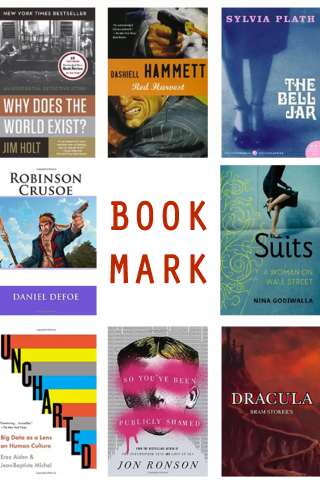 NEW YORK TIMES BESTSELLER
AN EXISTENTIAL DETECTIVE STORY
WHY DOES THE
WORLD EXIST?
JIM HOLT
DASHIELL HAMMETT
Red Harvest
SYLVIA PLATH
THE
BELL
JAR
ROBINSON
CRUSOE
DANIEL DEFOE
BOOK
MARK
Suits
A WOMAN ON
WALL STREET
NINA GODIWALLA
UNCHARTED
Big Data as a Lens
on Human Culture
Erez Aiden &
Jean-Baptiste Michel
SO YOU'VE BEEN
PUBLICLY SHAMED
JON RONSON
DRACULA
BRAM STOKER'S